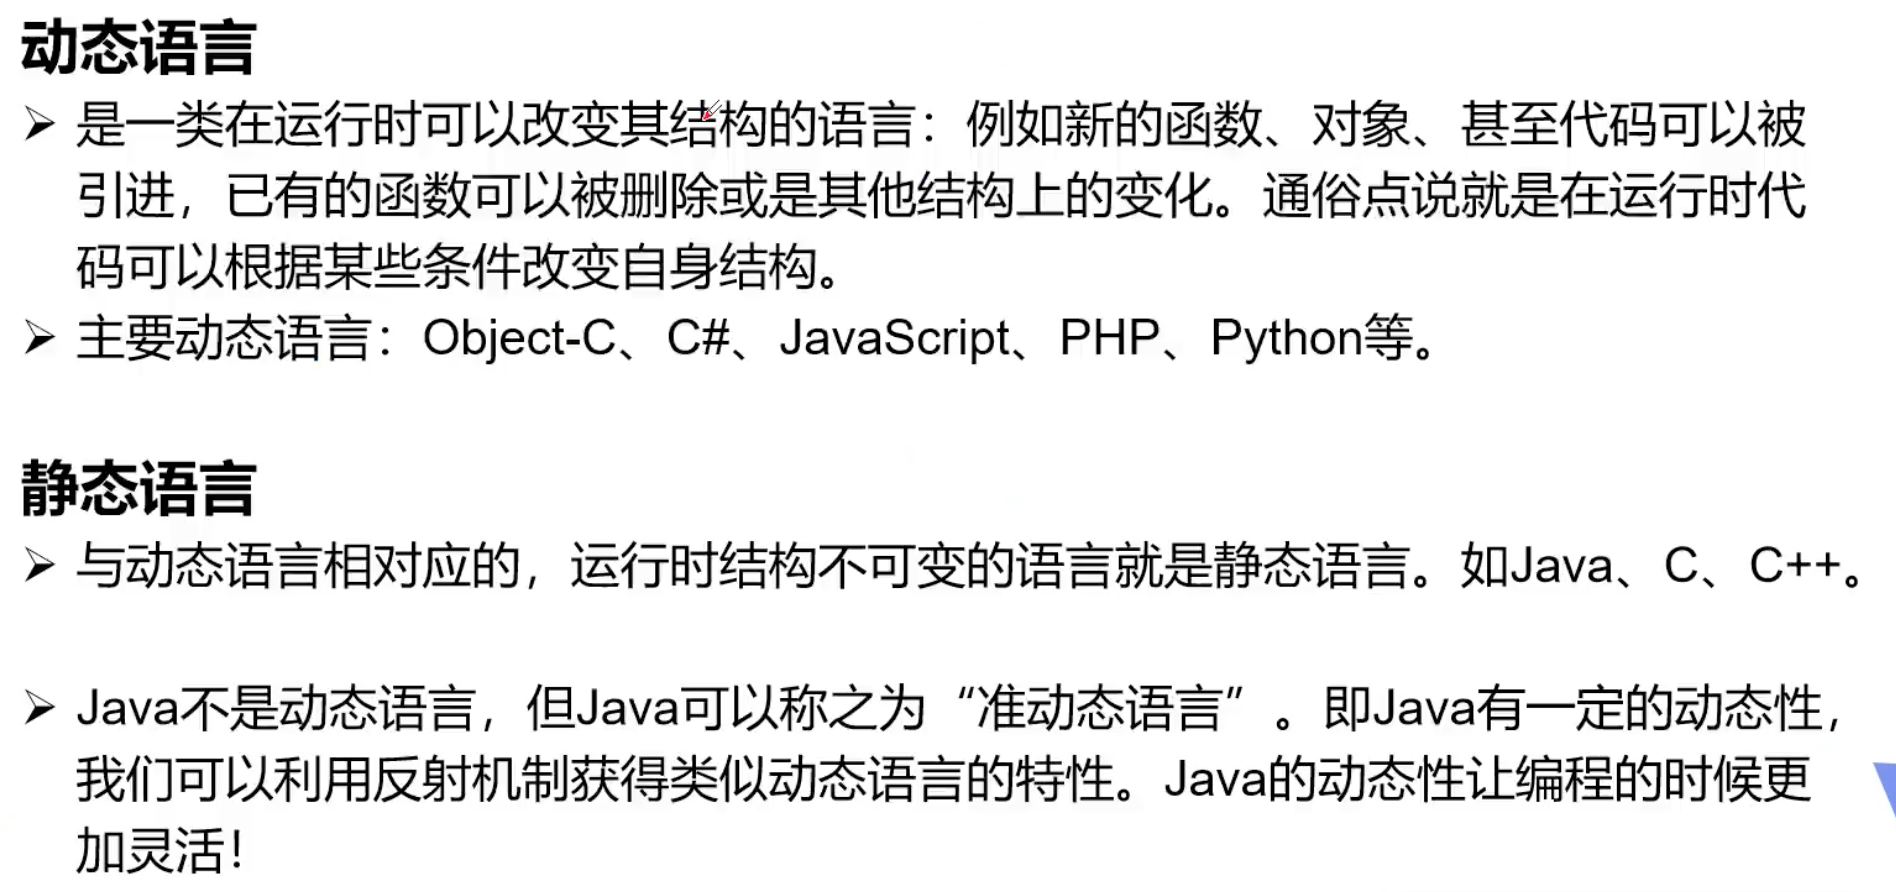 动态语言
➢ 是一类在运行时可以改变其结构的语言：例如新的函数、对象、甚至代码可以被
引进，已有的函数可以被删除或是其他结构上的变化。通俗点说就是在运行时代
码可以根据某些条件改变自身结构。
➢ 主要动态语言：Object-C、C#、JavaScript、PHP、Python等。
静态语言
➢ 与动态语言相对应的，运行时结构不可变的语言就是静态语言。如Java、C、C++。
➢ Java不是动态语言，但Java可以称之为“准动态语言”。即Java有一定的动态性，
我们可以利用反射机制获得类似动态语言的特性。Java的动态性让编程的时候更
加灵活！